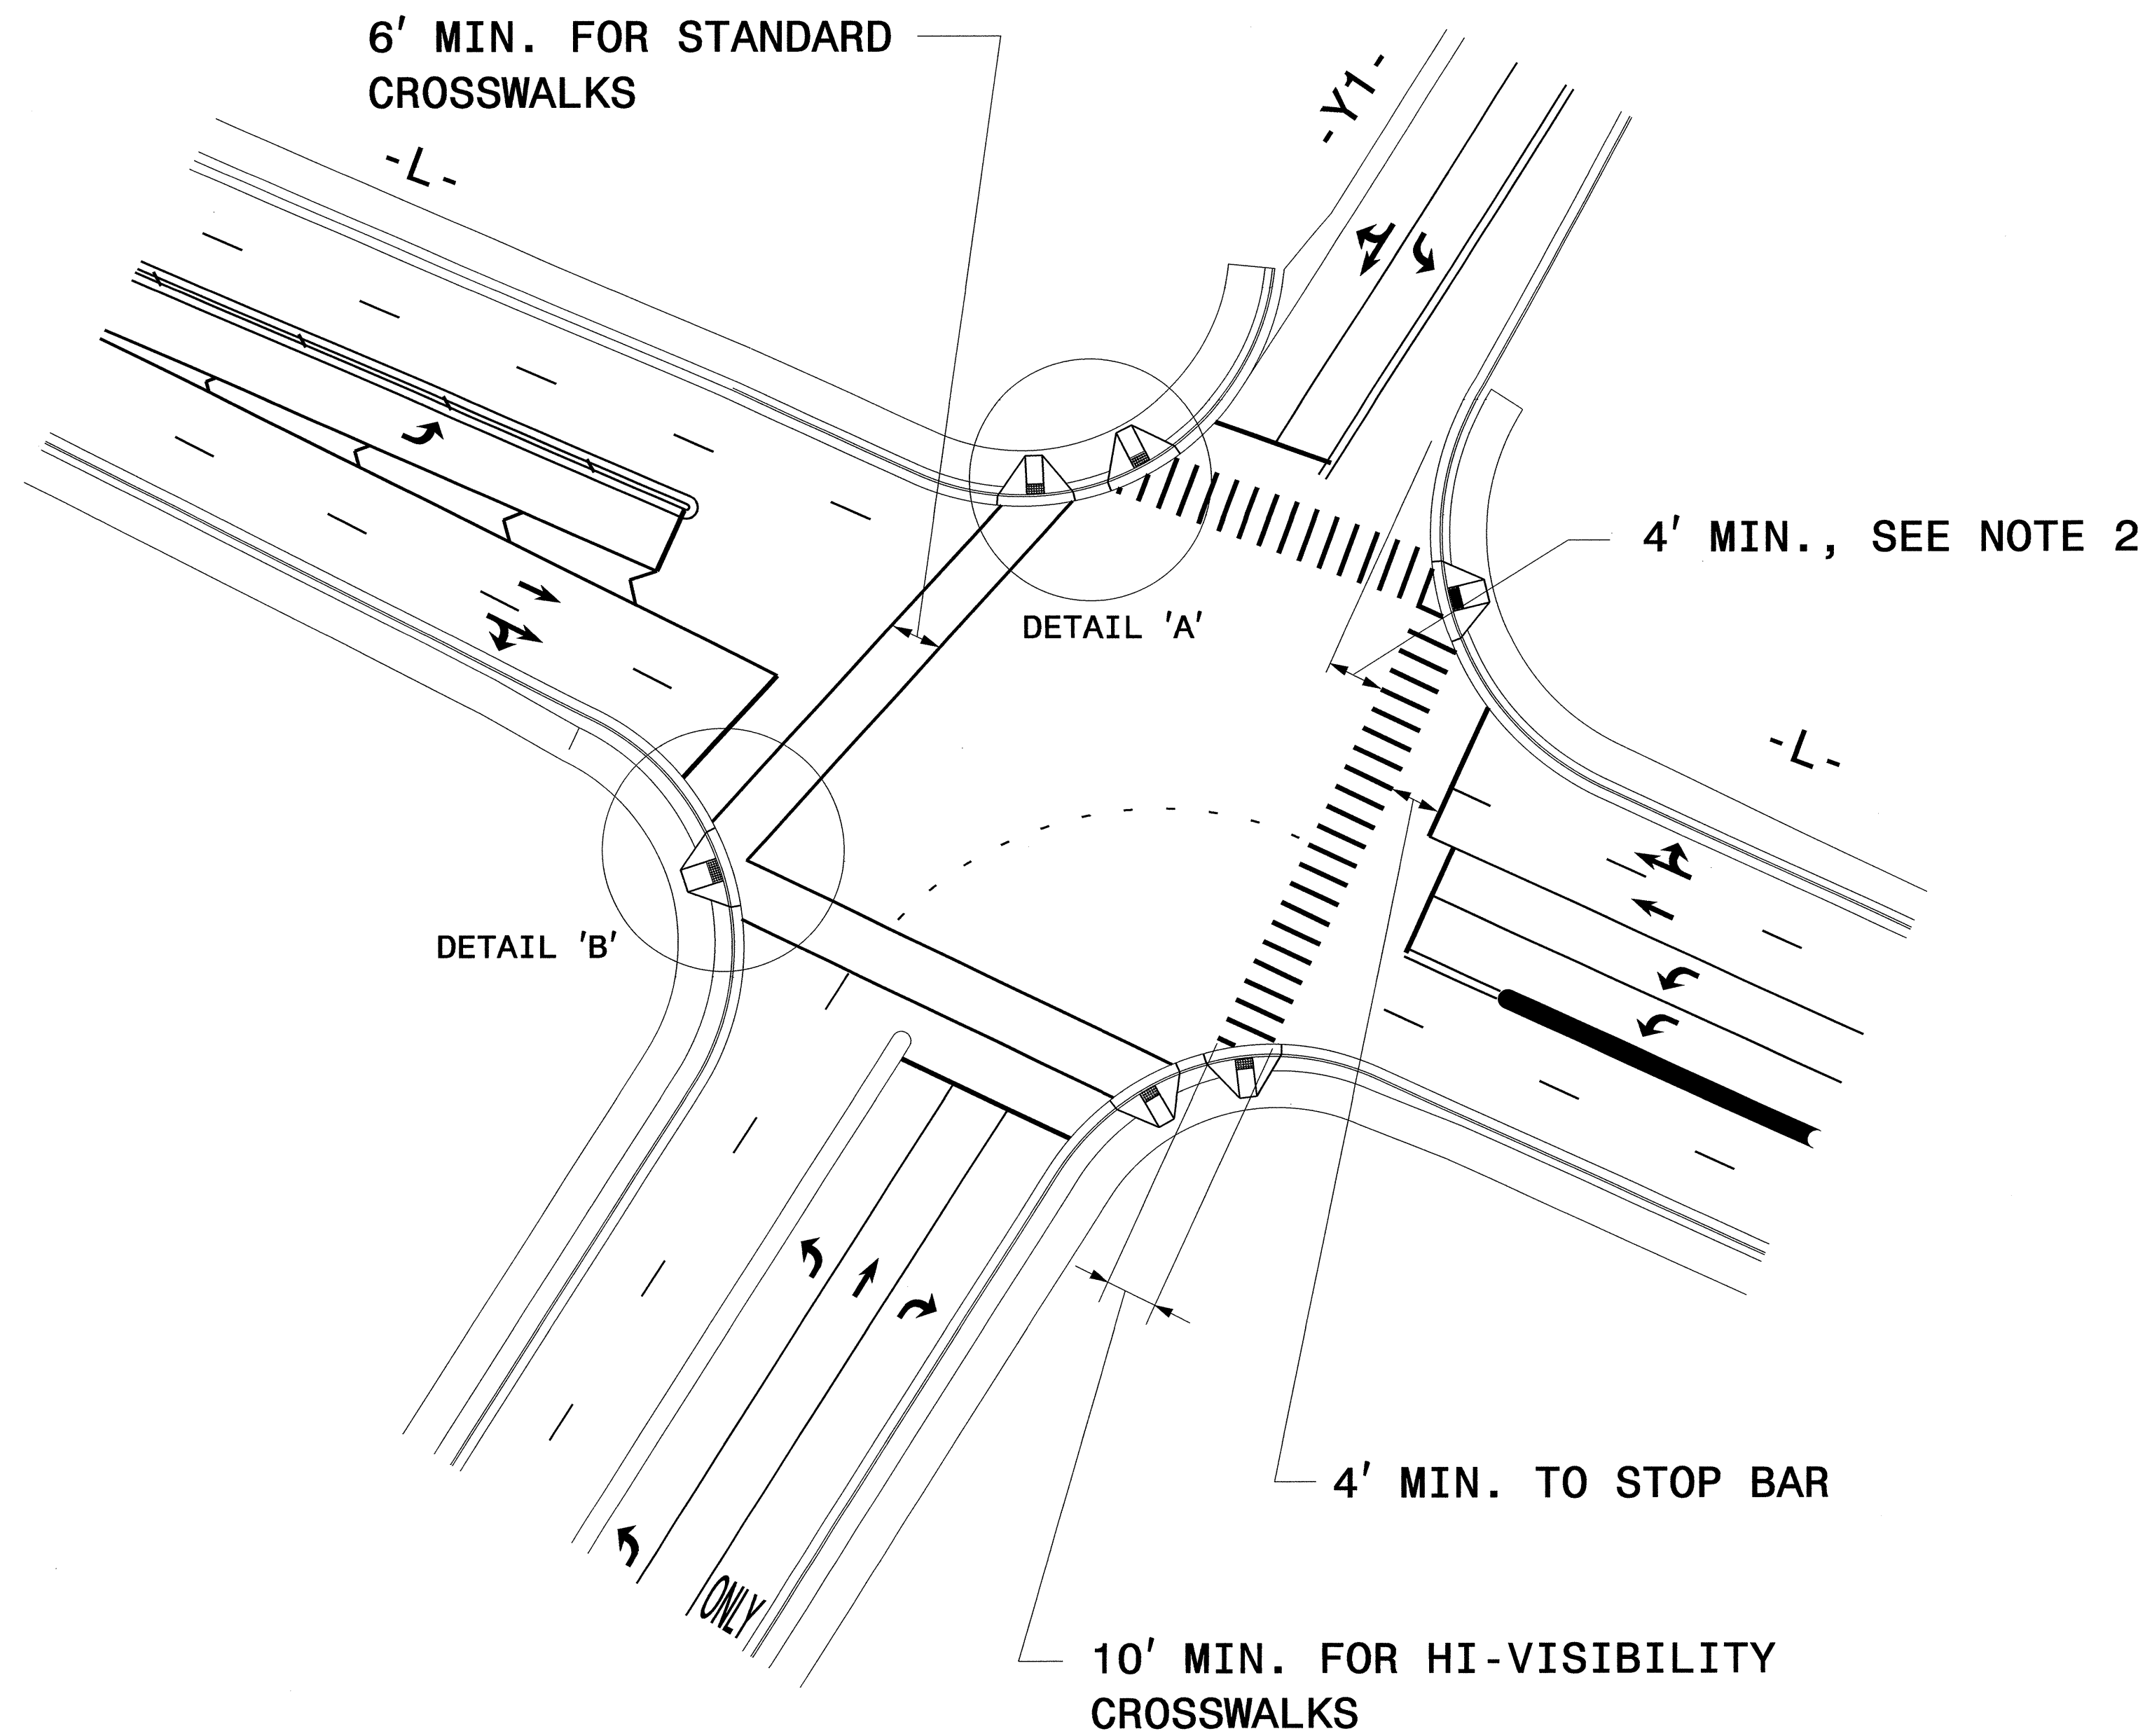 6' MIN. FOR STANDARD
CROSSWALKS
-Y1-
-L-
4' MIN., SEE NOTE 2
DETAIL 'A'
-L-
DETAIL 'B'
4' MIN. TO STOP BAR
ONLY
10' MIN. FOR HI-VISIBILITY
CROSSWALKS